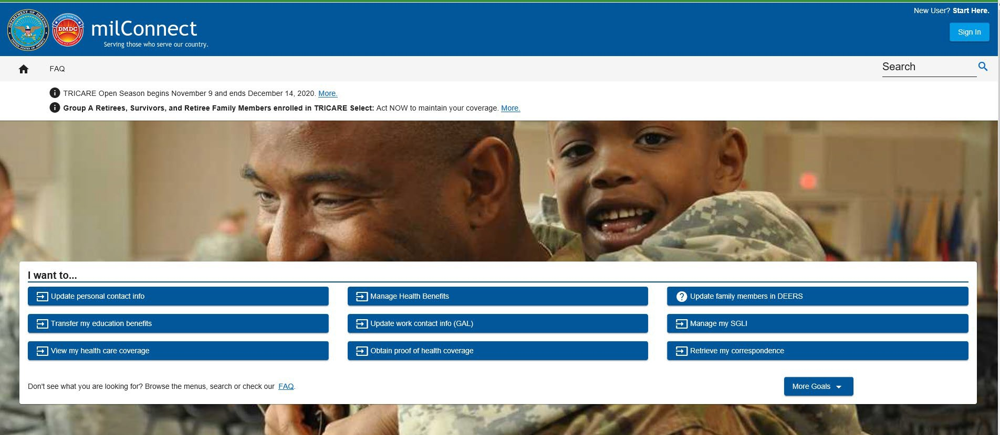 New User? Start Here.
DEPARTMENT OF DEFENSE
UNITED STATES OF AMERICA
DMDC
milConnect
Serving those who serve our country.
Sign In
FAQ
Search
TRICARE Open Season begins November 9 and ends December 14, 2020. More.
Group A Retirees, Survivors, and Retiree Family Members enrolled in TRICARE Select: Act NOW to maintain your coverage. More.
I want to...
Update personal contact info
Manage Health Benefits
Update family members in DEERS
Transfer my education benefits
Update work contact info (GAL)
Manage my SGLI
View my health care coverage
Obtain proof of health coverage
Retrieve my correspondence
Don't see what you are looking for? Browse the menus, search or check our FAQ.
More Goals